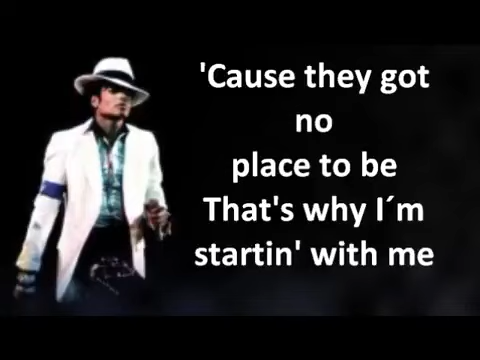 'Cause they got
no
place to be
That's why I´m
startin' with me